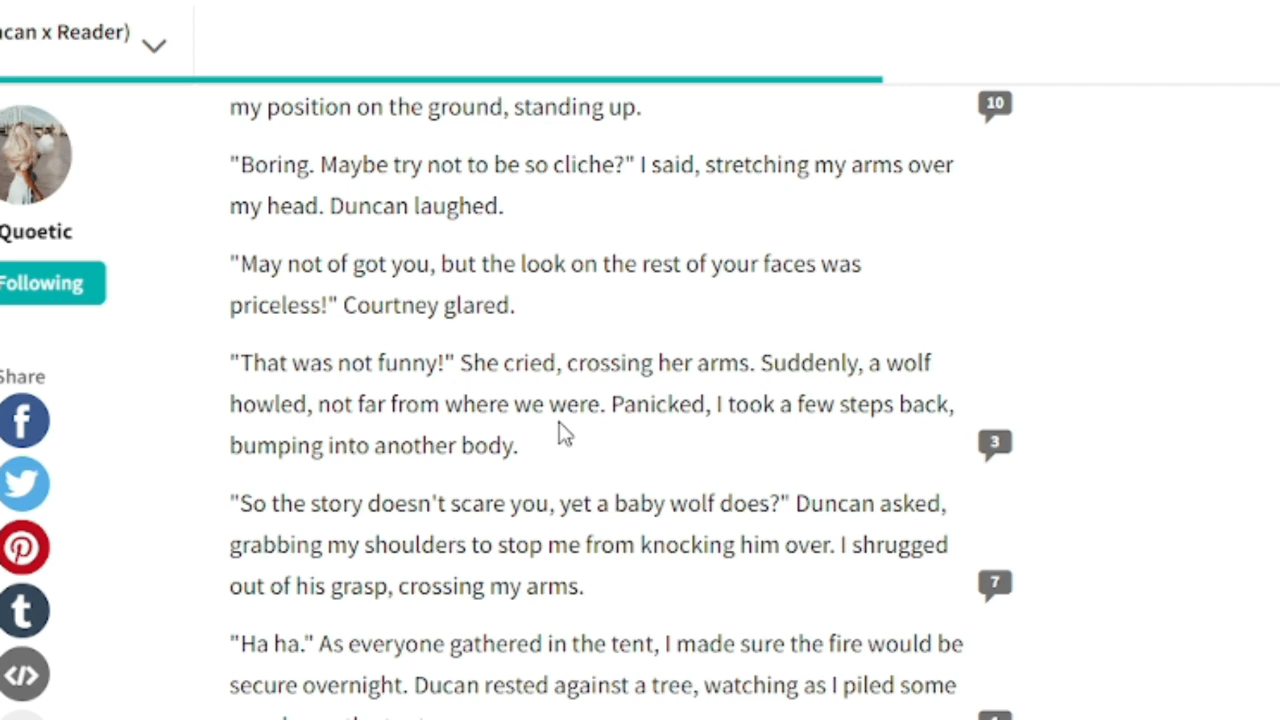 ncan x Reader)
my position on the ground, standing up.
10
"Boring. Maybe try not to be so cliche?" I said, stretching my arms over
my head. Duncan laughed.
Quoetic
Following
"May not of got you, but the look on the rest of your faces was
priceless!" Courtney glared.
Share
"That was not funny!" She cried, crossing her arms. Suddenly, a wolf
howled, not far from where we were. Panicked, I took a few steps back,
bumping into another body.
3
"So the story doesn't scare you, yet a baby wolf does?" Duncan asked,
grabbing my shoulders to stop me from knocking him over. I shrugged
out of his grasp, crossing my arms.
7
"Ha ha." As everyone gathered in the tent, I made sure the fire would be
secure overnight. Ducan rested against a tree, watching as I piled some